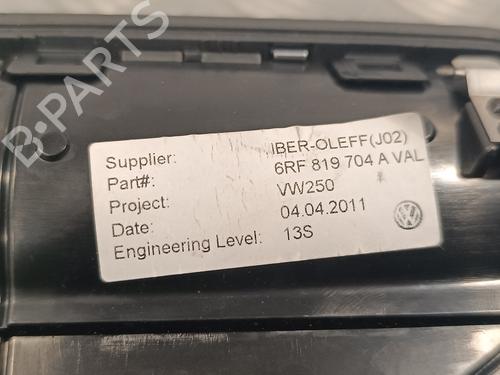 B-PARTS
Supplier: IBER-OLEFF(J02)
Part#: 6RF 819 704 A VAL
Project: VW250
Date: 04.04.2011
Engineering Level: 13S